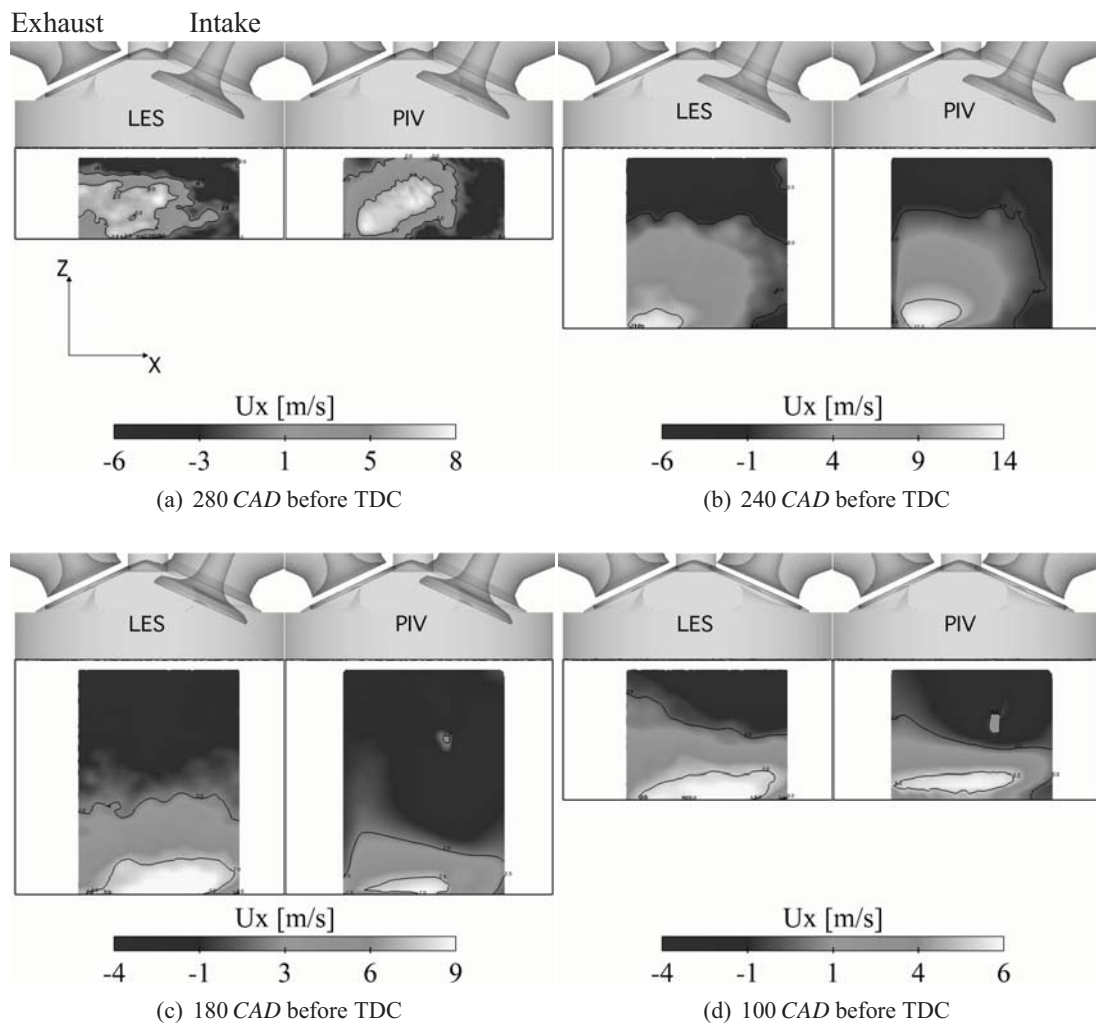 Exhaust Intake
LES PIV
LES PIV
Z
X
Ux [m/s]
-6 -3 1 5 8
(a) 280 CAD before TDC
Ux [m/s]
-6 -1 4 9 14
(b) 240 CAD before TDC
LES PIV
LES PIV
Ux [m/s]
-4 -1 3 6 9
(c) 180 CAD before TDC
Ux [m/s]
-4 -1 1 4 6
(d) 100 CAD before TDC